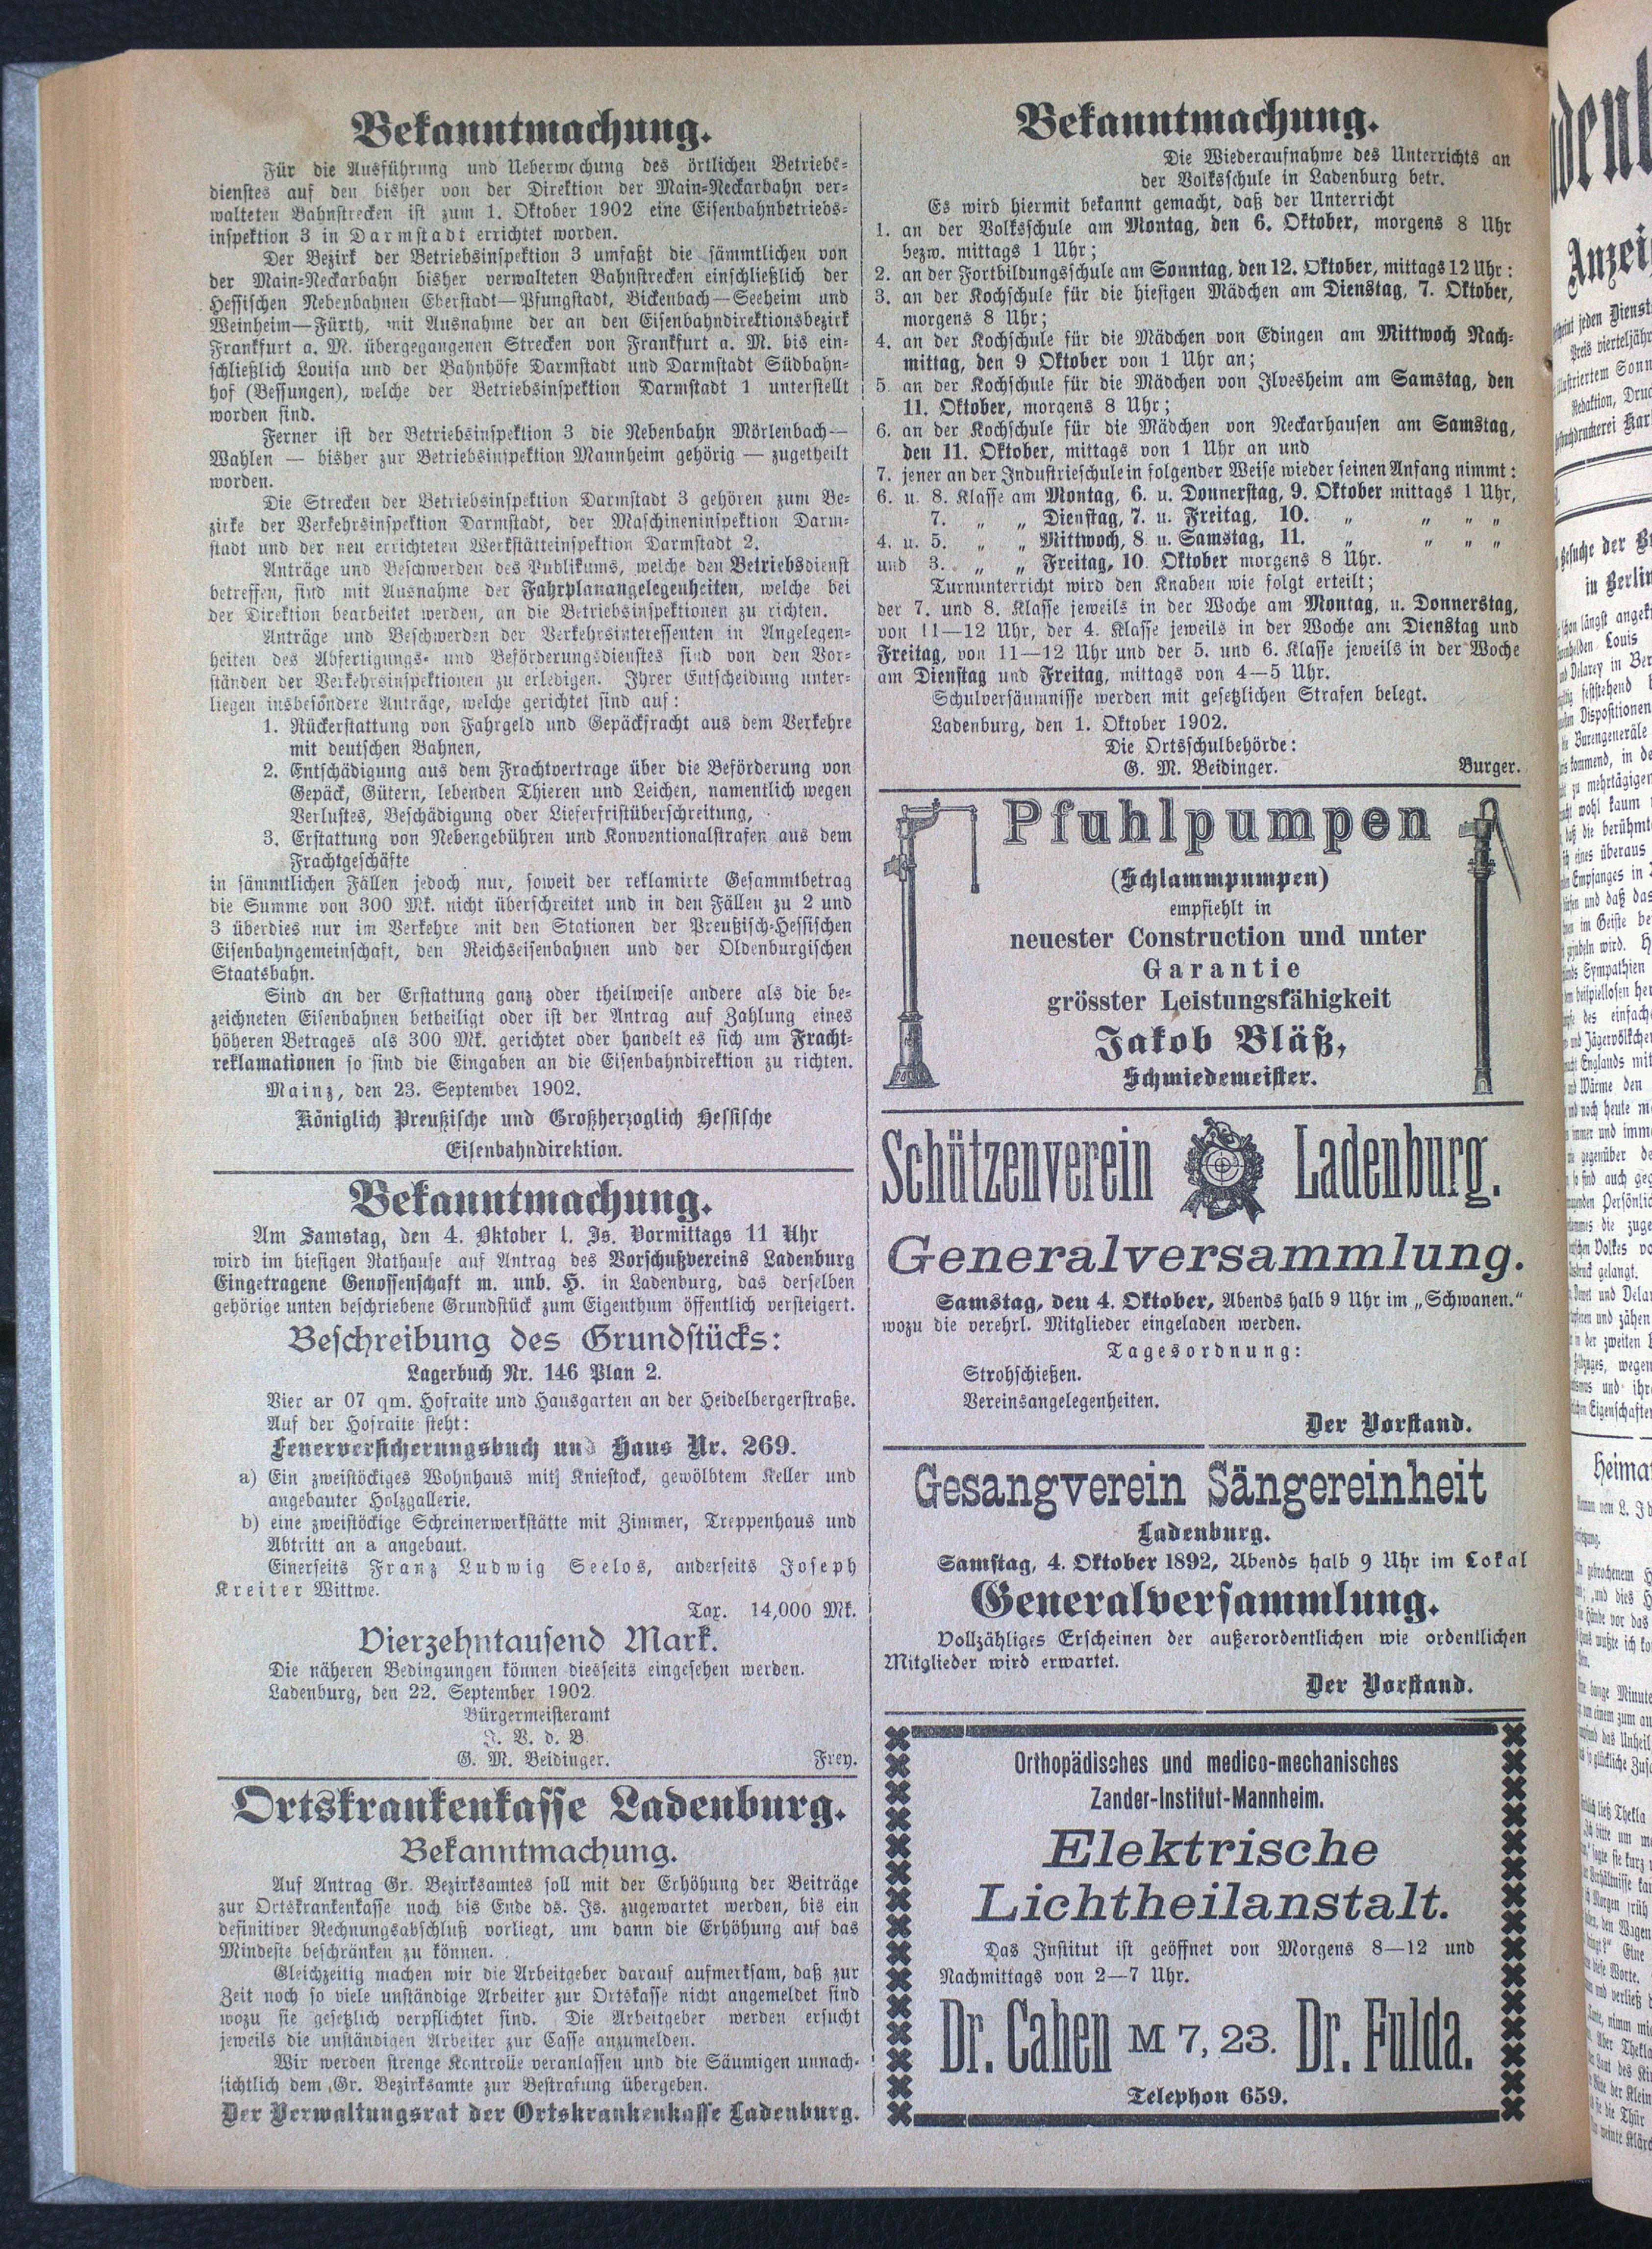 Bekanntmachung.
Für die Ausführung und Ueberwachung des örtlichen Betriebs-
dienstes auf den bisher von der Direktion der Main-Neckarbahn ver-
walteten Bahnstrecken ist zum 1. Oktober 1902 eine Eisenbahnbetriebs-
inspektion 3 in Darmstadt errichtet worden.
Der Bezirk der Betriebsinspektion 3 umfaßt die sämmtlichen von
der Main-Neckarbahn bisher verwalteten Bahnstrecken einschließlich der
Hessischen Nebenbahnen Eberstadt—Pfungstadt, Bickenbach—Seeheim und
Weinheim—Fürth, mit Ausnahme der an den Eisenbahndirektionsbezirk
Frankfurt a. M. übergegangenen Strecken von Frankfurt a. M. bis ein-
schließlich Louisa und der Bahnhöfe Darmstadt und Darmstadt Südbahn-
hof (Bessungen), welche der Betriebsinspektion Darmstadt 1 unterstellt
worden sind.
Ferner ist der Betriebsinspektion 3 die Nebenbahn Mörlenbach—
Wahlen — bisher zur Betriebsinspektion Mannheim gehörig — zugetheilt
worden.
Die Strecken der Betriebsinspektion Darmstadt 3 gehören zum Be-
zirke der Verkehrsinspektion Darmstadt, der Maschineninspektion Darm-
stadt und der neu errichteten Werkstätteinspektion Darmstadt 2.
Anträge und Beschwerden des Publikums, welche den Betriebsdienst
betreffen, sind mit Ausnahme der Fahrplanangelegenheiten, welche bei
der Direktion bearbeitet werden, an die Betriebsinspektionen zu richten.
Anträge und Beschwerden der Verkehrsinteressenten in Angelegen-
heiten des Abfertigungs- und Beförderungsdienstes sind von den Vor-
ständen der Verkehrsinspektionen zu erledigen. Ihrer Entscheidung unter-
liegen insbesondere Anträge, welche gerichtet sind auf:
1. Rückerstattung von Fahrgeld und Gepäckfracht aus dem Verkehre
mit deutschen Bahnen,
2. Entschädigung aus dem Frachtvertrage über die Beförderung von
Gepäck, Gütern, lebenden Thieren und Leichen, namentlich wegen
Verlustes, Beschädigung oder Lieferfristüberschreitung,
3. Erstattung von Nebengebühren und Konventionalstrafen aus dem
Frachtgeschäfte
in sämmtlichen Fällen jedoch nur, soweit der reklamirte Gesammtbetrag
die Summe von 300 Mk. nicht überschreitet und in den Fällen zu 2 und
3 überdies nur im Verkehre mit den Stationen der Preußisch-Hessischen
Eisenbahngemeinschaft, den Reichseisenbahnen und der Oldenburgischen
Staatsbahn.
Sind an der Erstattung ganz oder theilweise andere als die be-
zeichneten Eisenbahnen betheiligt oder ist der Antrag auf Zahlung eines
höheren Betrages als 300 Mk. gerichtet oder handelt es sich um Fracht-
reklamationen so sind die Eingaben an die Eisenbahndirektion zu richten.
Mainz, den 23. September 1902.
Königlich Preußische und Großherzoglich Hessische
Eisenbahndirektion.
Bekanntmachung.
Am Samstag, den 4. Oktober l. Js. Vormittags 11 Uhr
wird im hiesigen Rathause auf Antrag des Vorschußvereins Ladenburg
Eingetragene Genossenschaft m. unb. H. in Ladenburg, das derselben
gehörige unten beschriebene Grundstück zum Eigenthum öffentlich versteigert.
Beschreibung des Grundstücks:
Lagerbuch Nr. 146 Plan 2.
Vier ar 07 qm. Hofraite und Hausgarten an der Heidelbergerstraße.
Auf der Hofraite steht:
Feuerversicherungsbuch und Haus Nr. 269.
a) Ein zweistöckiges Wohnhaus mit Kniestock, gewölbtem Keller und
angebauter Holzgallerie.
b) eine zweistöckige Schreinerwerkstätte mit Zimmer, Treppenhaus und
Abtritt an a angebaut.
Einerseits Franz Ludwig Seelos, anderseits Joseph
Kreiter Wittwe.
Tax. 14,000 Mk.
Vierzehntausend Mark.
Die näheren Bedingungen können diesseits eingesehen werden.
Ladenburg, den 22. September 1902.
Bürgermeisteramt
J. V. d. B.
G. M. Beidinger. Frey.
Ortskrankenkasse Ladenburg.
Bekanntmachung.
Auf Antrag Gr. Bezirksamtes soll mit der Erhöhung der Beiträge
zur Ortskrankenkasse noch bis Ende ds. Js. zugewartet werden, bis ein
definitiver Rechnungsabschluß vorliegt, um dann die Erhöhung auf das
Mindeste beschränken zu können.
Gleichzeitig machen wir die Arbeitgeber darauf aufmerksam, daß zur
Zeit noch so viele unständige Arbeiter zur Ortskasse nicht angemeldet sind
wozu sie gesetzlich verpflichtet sind. Die Arbeitgeber werden ersucht
jeweils die unständigen Arbeiter zur Casse anzumelden.
Wir werden strenge Kontrolle veranlassen und die Säumigen unnach-
sichtlich dem Gr. Bezirksamte zur Bestrafung übergeben.
Der Verwaltungsrat der Ortskrankenkasse Ladenburg.
Bekanntmachung.
Die Wiederaufnahme des Unterrichts an
der Volksschule in Ladenburg betr.
Es wird hiermit bekannt gemacht, daß der Unterricht
1. an der Volksschule am Montag, den 6. Oktober, morgens 8 Uhr
bezw. mittags 1 Uhr;
2. an der Fortbildungsschule am Sonntag, den 12. Oktober, mittags 12 Uhr:
3. an der Kochschule für die hiesigen Mädchen am Dienstag, 7. Oktober,
morgens 8 Uhr;
4. an der Kochschule für die Mädchen von Edingen am Mittwoch Nach-
mittag, den 9 Oktober von 1 Uhr an;
5. an der Kochschule für die Mädchen von Ilvesheim am Samstag, den
11. Oktober, morgens 8 Uhr;
6. an der Kochschule für die Mädchen von Neckarhausen am Samstag,
den 11. Oktober, mittags von 1 Uhr an und
7. jener an der Industrieschule in folgender Weise wieder seinen Anfang nimmt:
6. u. 8. Klasse am Montag, 6. u. Donnerstag, 9. Oktober mittags 1 Uhr,
7. „ „ Dienstag, 7. u. Freitag, 10. „ „ „ „
4. u. 5. „ „ Mittwoch, 8. u. Samstag, 11. „ „ „ „
und 3. „ „ Freitag, 10. Oktober morgens 8 Uhr.
Turnunterricht wird den Knaben wie folgt erteilt;
der 7. und 8. Klasse jeweils in der Woche am Montag, u. Donnerstag,
von 11—12 Uhr, der 4. Klasse jeweils in der Woche am Dienstag und
Freitag, von 11—12 Uhr und der 5. und 6. Klasse jeweils in der Woche
am Dienstag und Freitag, mittags von 4—5 Uhr.
Schulversäumnisse werden mit gesetzlichen Strafen belegt.
Ladenburg, den 1. Oktober 1902.
Die Ortsschulbehörde:
G. M. Beidinger. Burger.
Pfuhlpumpen
(Schlammpumpen)
empfiehlt in
neuester Construction und unter
Garantie
grösster Leistungsfähigkeit
Jakob Bläß,
Schmiedemeister.
Schützenverein Ladenburg.
Generalversammlung.
Samstag, den 4. Oktober, Abends halb 9 Uhr im „Schwanen.“
wozu die verehrl. Mitglieder eingeladen werden.
Tagesordnung:
Strohschießen.
Vereinsangelegenheiten.
Der Vorstand.
Gesangverein Sängereinheit
Ladenburg.
Samstag, 4. Oktober 1892, Abends halb 9 Uhr im Lokal
Generalversammlung.
Vollzähliges Erscheinen der außerordentlichen wie ordentlichen
Mitglieder wird erwartet.
Der Vorstand.
Orthopädisches und medico-mechanisches
Zander-Institut-Mannheim.
Elektrische
Lichtheilanstalt.
Das Institut ist geöffnet von Morgens 8—12 und
Nachmittags von 2—7 Uhr.
Dr. Cahen M 7, 23. Dr. Fulda.
Telephon 659.